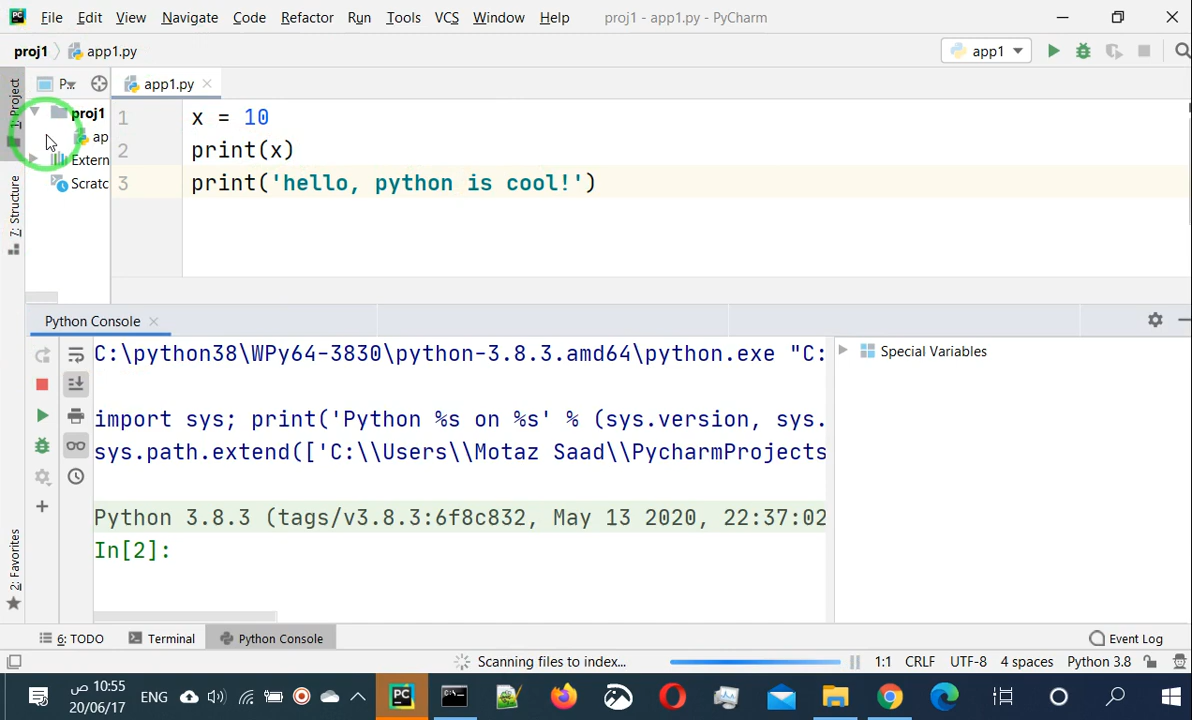 File Edit View Navigate Code Refactor Run Tools VCS Window Help proj1 - app1.py - PyCharm
proj1 app1.py app1
1: Project P... app1.py
proj1
ap
Extern
Scratc
7: Structure
2: Favorites
1 x = 10
2 print(x)
3 print('hello, python is cool!')
Python Console
C:\python38\WPy64-3830\python-3.8.3.amd64\python.exe "C:
import sys; print('Python %s on %s' % (sys.version, sys.
sys.path.extend(['C:\\Users\\Motaz Saad\\PycharmProjects
Python 3.8.3 (tags/v3.8.3:6f8c832, May 13 2020, 22:37:02
In[2]:
Special Variables
6: TODO Terminal Python Console Event Log
Scanning files to index... 1:1 CRLF UTF-8 4 spaces Python 3.8
PC
10:55 ص
20/06/17
ENG